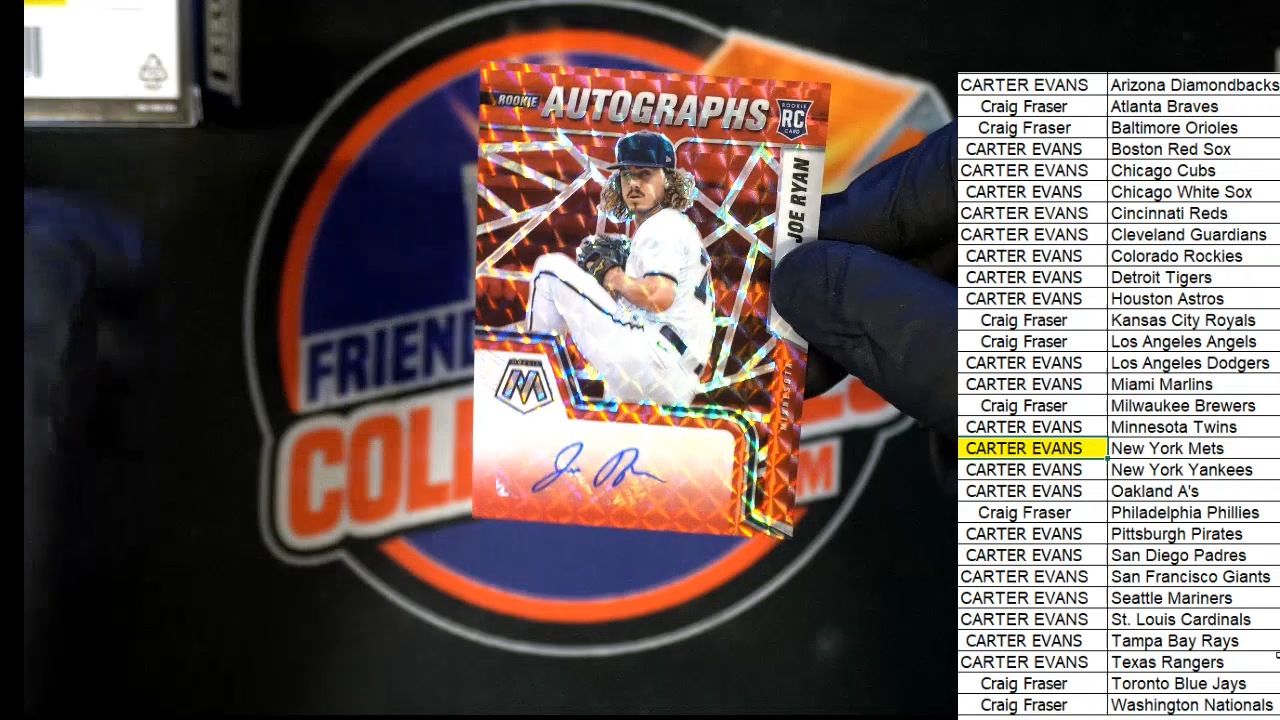 ROOKIE AUTOGRAPHS
ROOKIE
RC
CARD
JOE RYAN
MINNESOTA
MOSAIC
M
FRIEN
COL
M
CARTER EVANS Arizona Diamondbacks
Craig Fraser Atlanta Braves
Craig Fraser Baltimore Orioles
CARTER EVANS Boston Red Sox
CARTER EVANS Chicago Cubs
CARTER EVANS Chicago White Sox
CARTER EVANS Cincinnati Reds
CARTER EVANS Cleveland Guardians
CARTER EVANS Colorado Rockies
CARTER EVANS Detroit Tigers
CARTER EVANS Houston Astros
Craig Fraser Kansas City Royals
Craig Fraser Los Angeles Angels
CARTER EVANS Los Angeles Dodgers
CARTER EVANS Miami Marlins
Craig Fraser Milwaukee Brewers
CARTER EVANS Minnesota Twins
CARTER EVANS New York Mets
CARTER EVANS New York Yankees
CARTER EVANS Oakland A's
Craig Fraser Philadelphia Phillies
CARTER EVANS Pittsburgh Pirates
CARTER EVANS San Diego Padres
CARTER EVANS San Francisco Giants
CARTER EVANS Seattle Mariners
CARTER EVANS St. Louis Cardinals
CARTER EVANS Tampa Bay Rays
CARTER EVANS Texas Rangers
Craig Fraser Toronto Blue Jays
Craig Fraser Washington Nationals